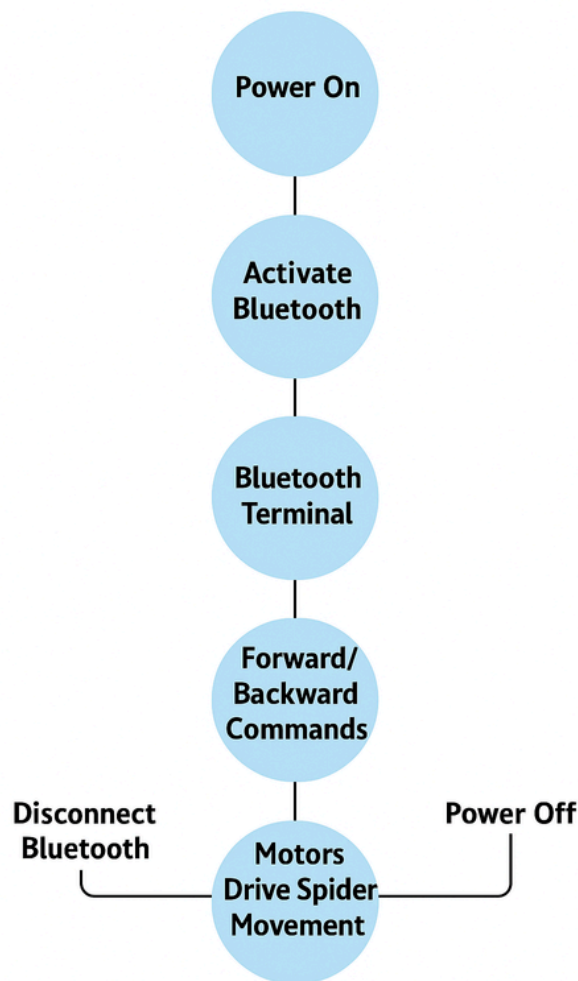 Power On
Activate
Bluetooth
Bluetooth
Terminal
Forward/
Backward
Commands
Disconnect
Bluetooth
Power Off
Motors
Drive Spider
Movement